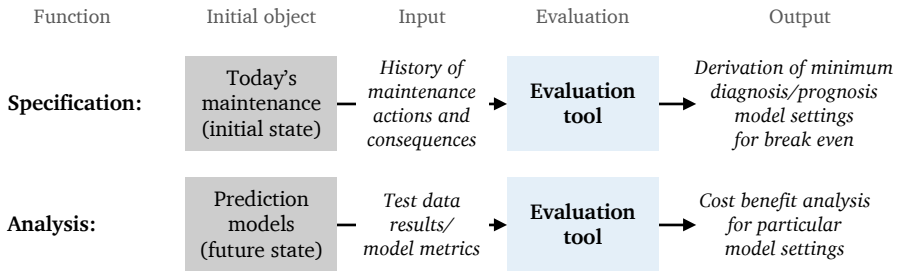 Function Initial object Input Evaluation Output
Specification:
Today's
maintenance
(initial state)
History of
maintenance
actions and
consequences
Evaluation
tool
Derivation of minimum
diagnosis/prognosis
model settings
for break even
Analysis:
Prediction
models
(future state)
Test data
results/
model metrics
Evaluation
tool
Cost benefit analysis
for particular
model settings